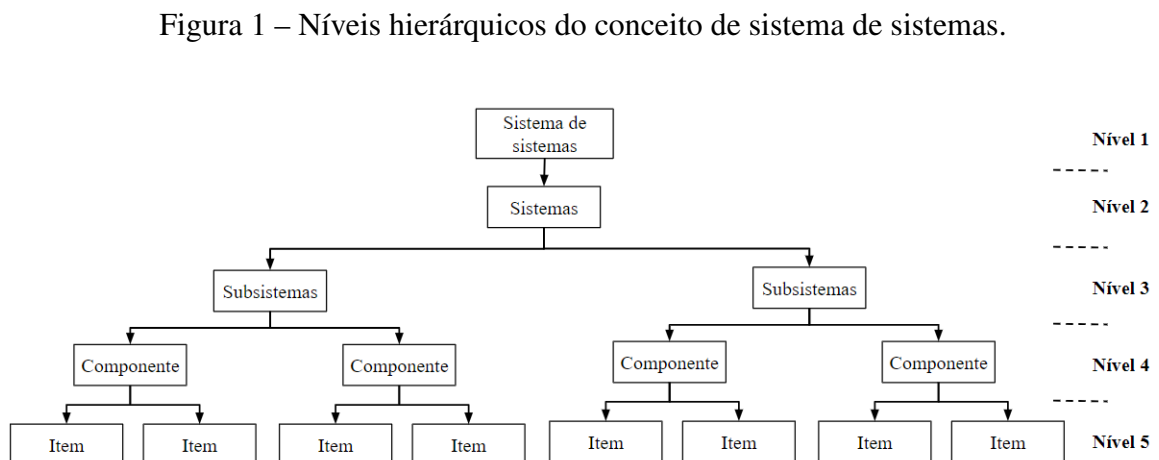 Figura 1 – Níveis hierárquicos do conceito de sistema de sistemas.
Sistema de
sistemas
Nível 1
Sistemas
Nível 2
Subsistemas
Subsistemas
Nível 3
Componente
Componente
Componente
Componente
Nível 4
Item
Item
Item
Item
Item
Item
Item
Item
Nível 5